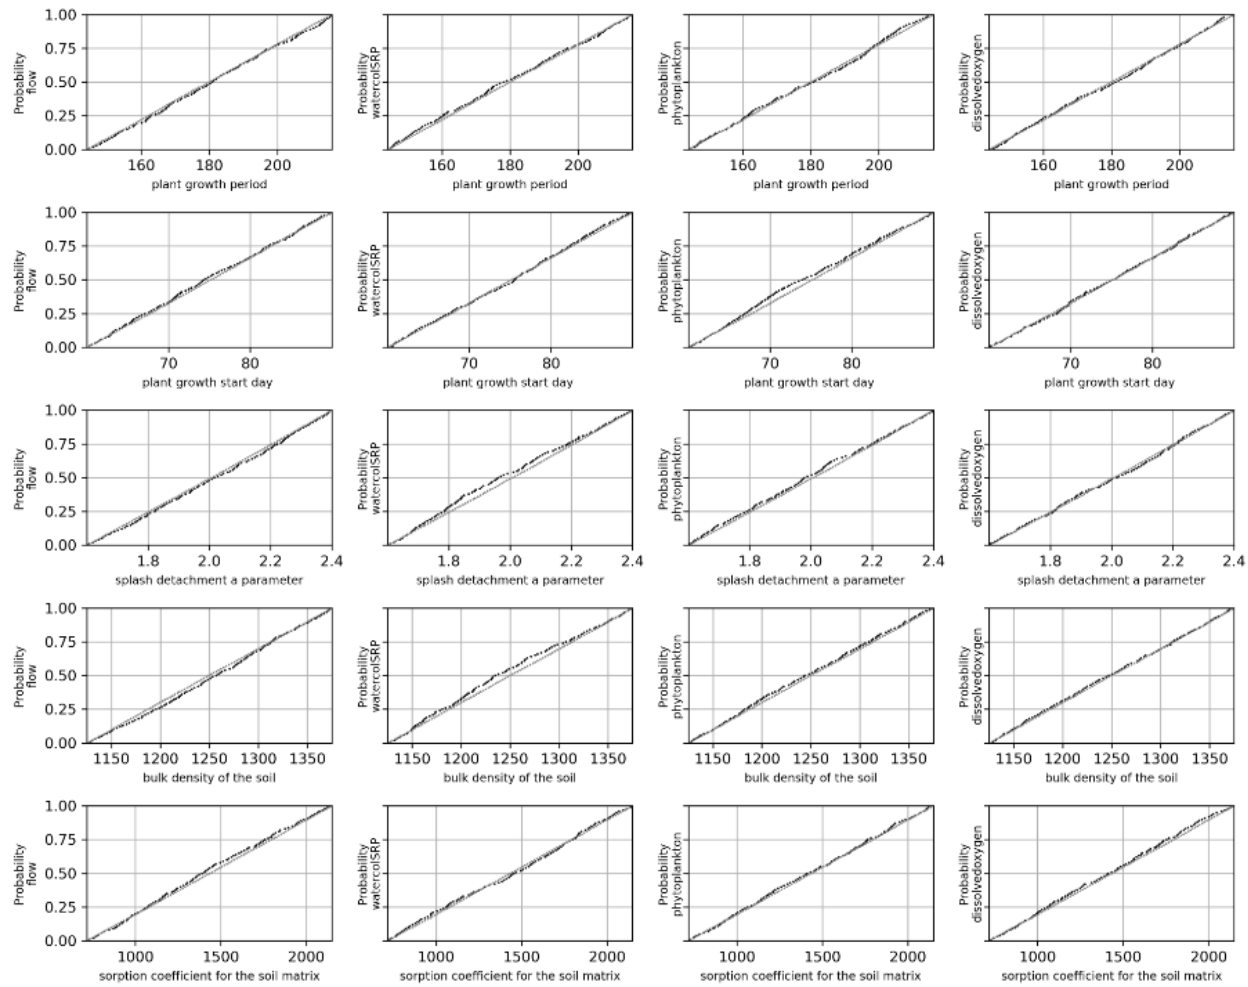 1.00
0.75
0.50
0.25
0.00
Probability
flow
160 180 200
plant growth period
Probability
watercolSRP
160 180 200
plant growth period
Probability
phytoplankton
160 180 200
plant growth period
Probability
dissolvedoxygen
160 180 200
plant growth period
1.00
0.75
0.50
0.25
0.00
Probability
flow
70 80
plant growth start day
Probability
watercolSRP
70 80
plant growth start day
Probability
phytoplankton
70 80
plant growth start day
Probability
dissolvedoxygen
70 80
plant growth start day
1.00
0.75
0.50
0.25
0.00
Probability
flow
1.8 2.0 2.2 2.4
splash detachment a parameter
Probability
watercolSRP
1.8 2.0 2.2 2.4
splash detachment a parameter
Probability
phytoplankton
1.8 2.0 2.2 2.4
splash detachment a parameter
Probability
dissolvedoxygen
1.8 2.0 2.2 2.4
splash detachment a parameter
1.00
0.75
0.50
0.25
0.00
Probability
flow
1150 1200 1250 1300 1350
bulk density of the soil
Probability
watercolSRP
1150 1200 1250 1300 1350
bulk density of the soil
Probability
phytoplankton
1150 1200 1250 1300 1350
bulk density of the soil
Probability
dissolvedoxygen
1150 1200 1250 1300 1350
bulk density of the soil
1.00
0.75
0.50
0.25
0.00
Probability
flow
1000 1500 2000
sorption coefficient for the soil matrix
Probability
watercolSRP
1000 1500 2000
sorption coefficient for the soil matrix
Probability
phytoplankton
1000 1500 2000
sorption coefficient for the soil matrix
Probability
dissolvedoxygen
1000 1500 2000
sorption coefficient for the soil matrix